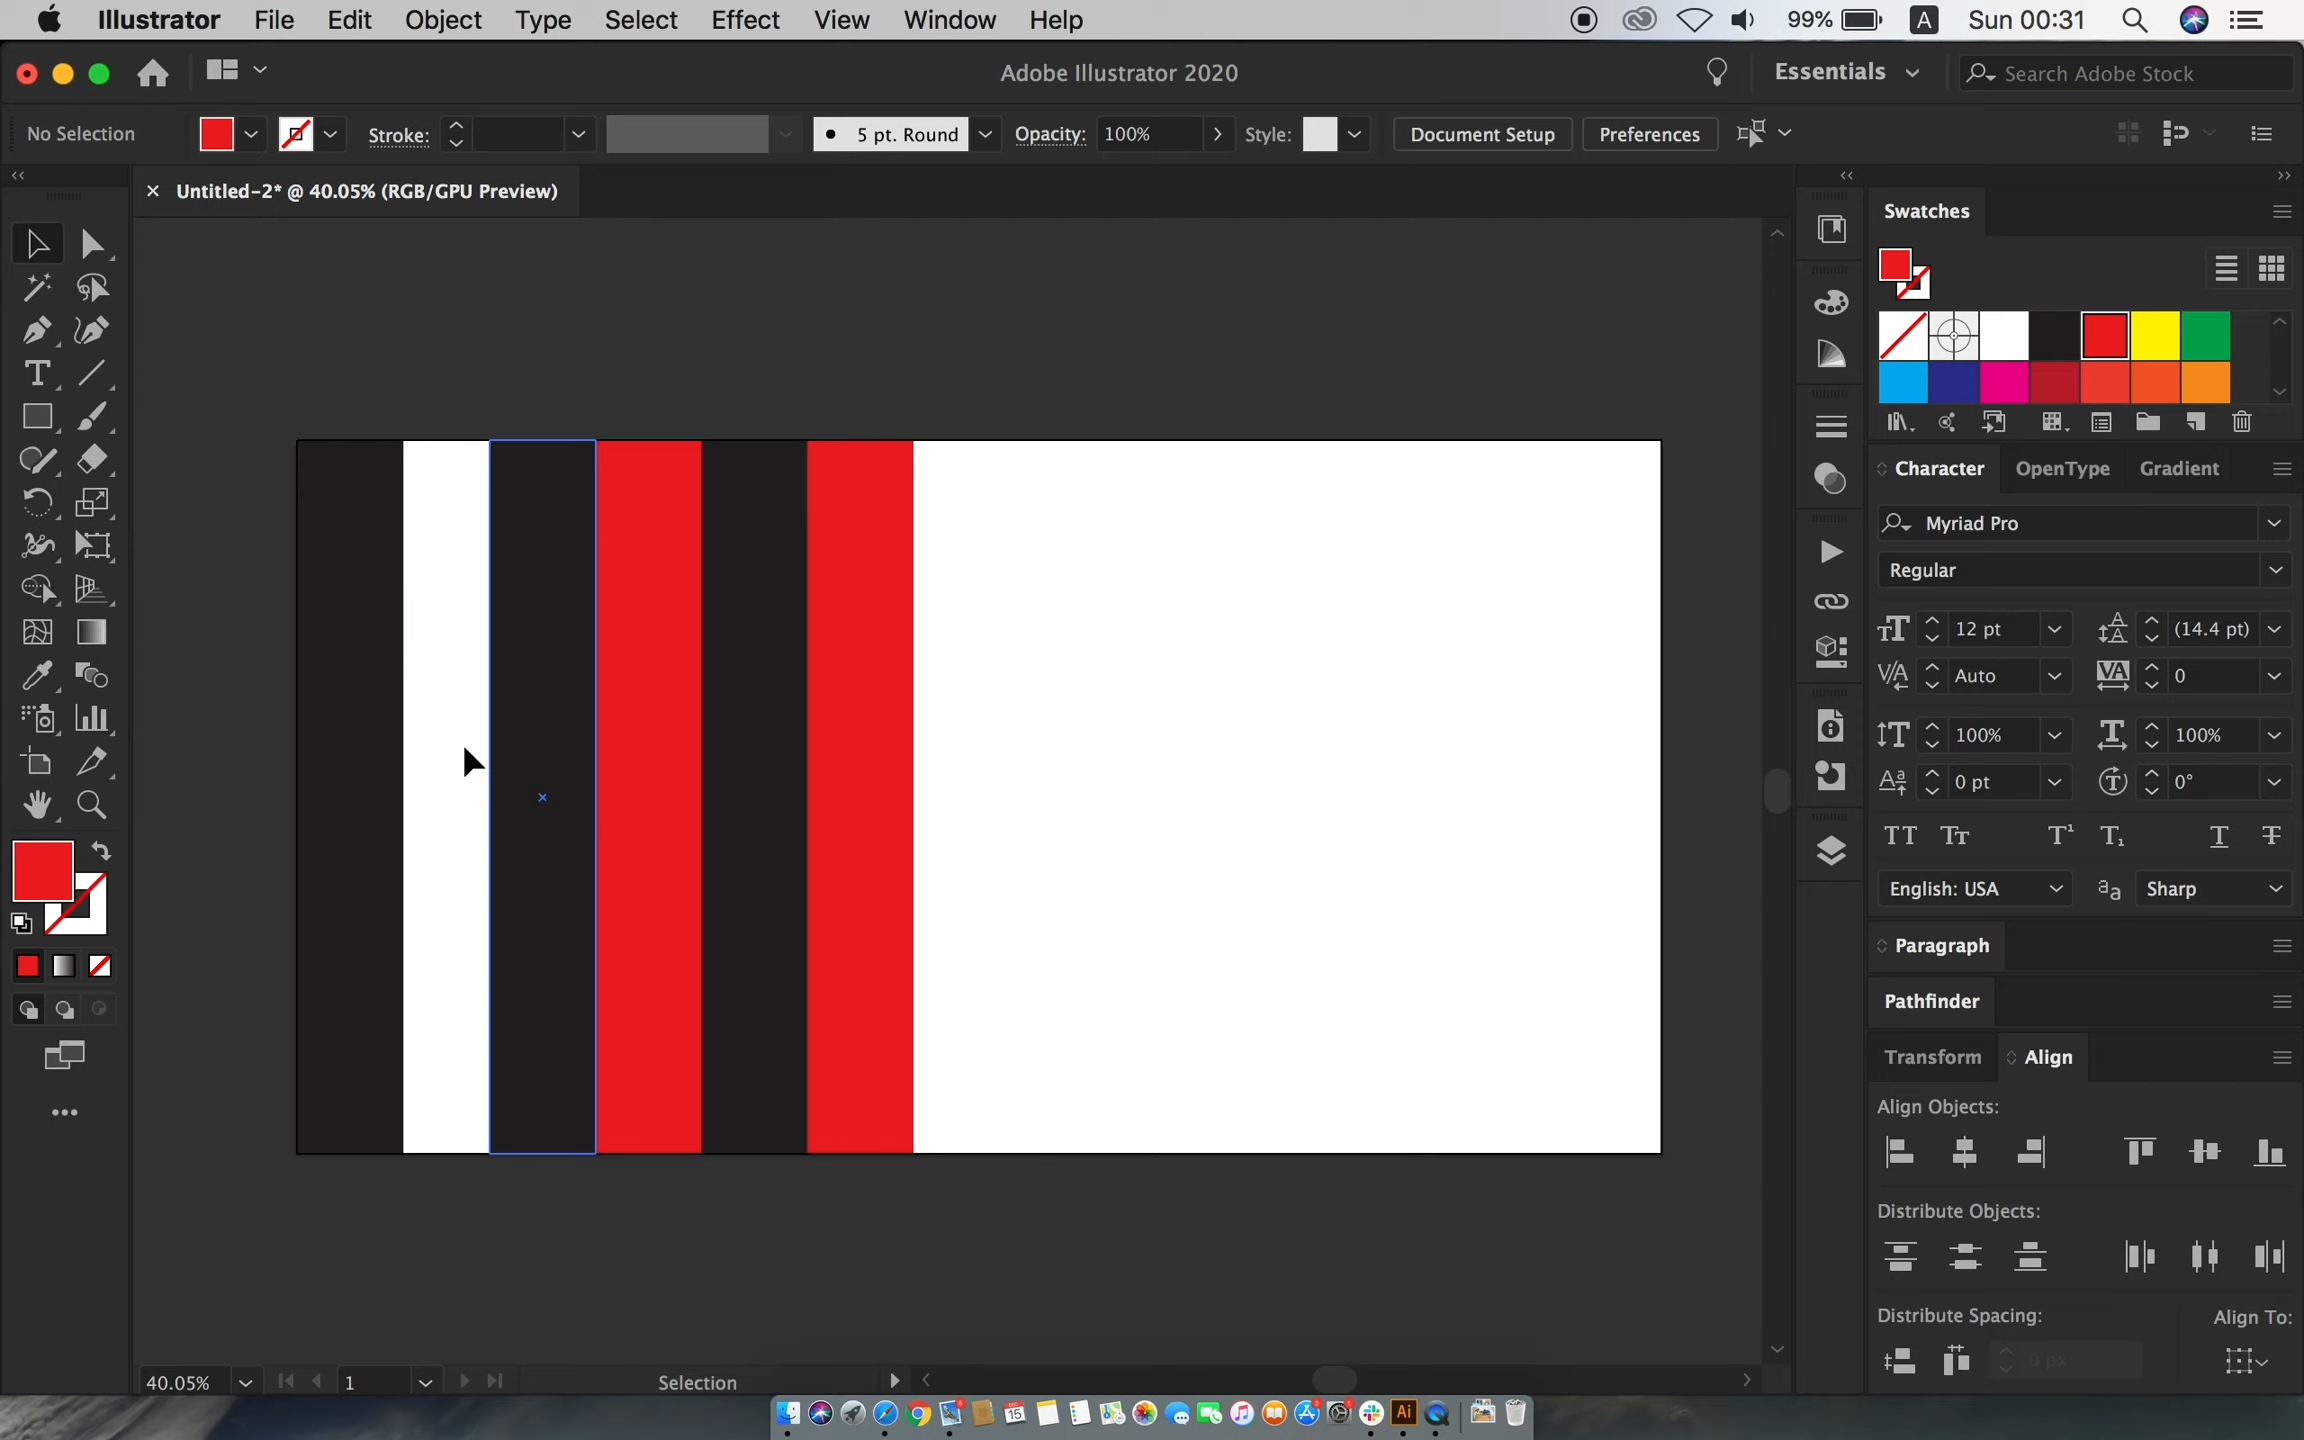 Illustrator File Edit Object Type Select Effect View Window Help 99% A Sun 00:31
Adobe Illustrator 2020 Essentials Search Adobe Stock
No Selection Stroke: 5 pt. Round Opacity: 100% Style: Document Setup Preferences
Untitled-2* @ 40.05% (RGB/GPU Preview)
Swatches
Character OpenType Gradient
Myriad Pro
Regular
12 pt (14.4 pt)
Auto 0
100% 100%
0 pt 0°
English: USA Sharp
Paragraph
Pathfinder
Transform Align
Align Objects:
Distribute Objects:
Distribute Spacing: Align To:
0 px
40.05% 1 Selection